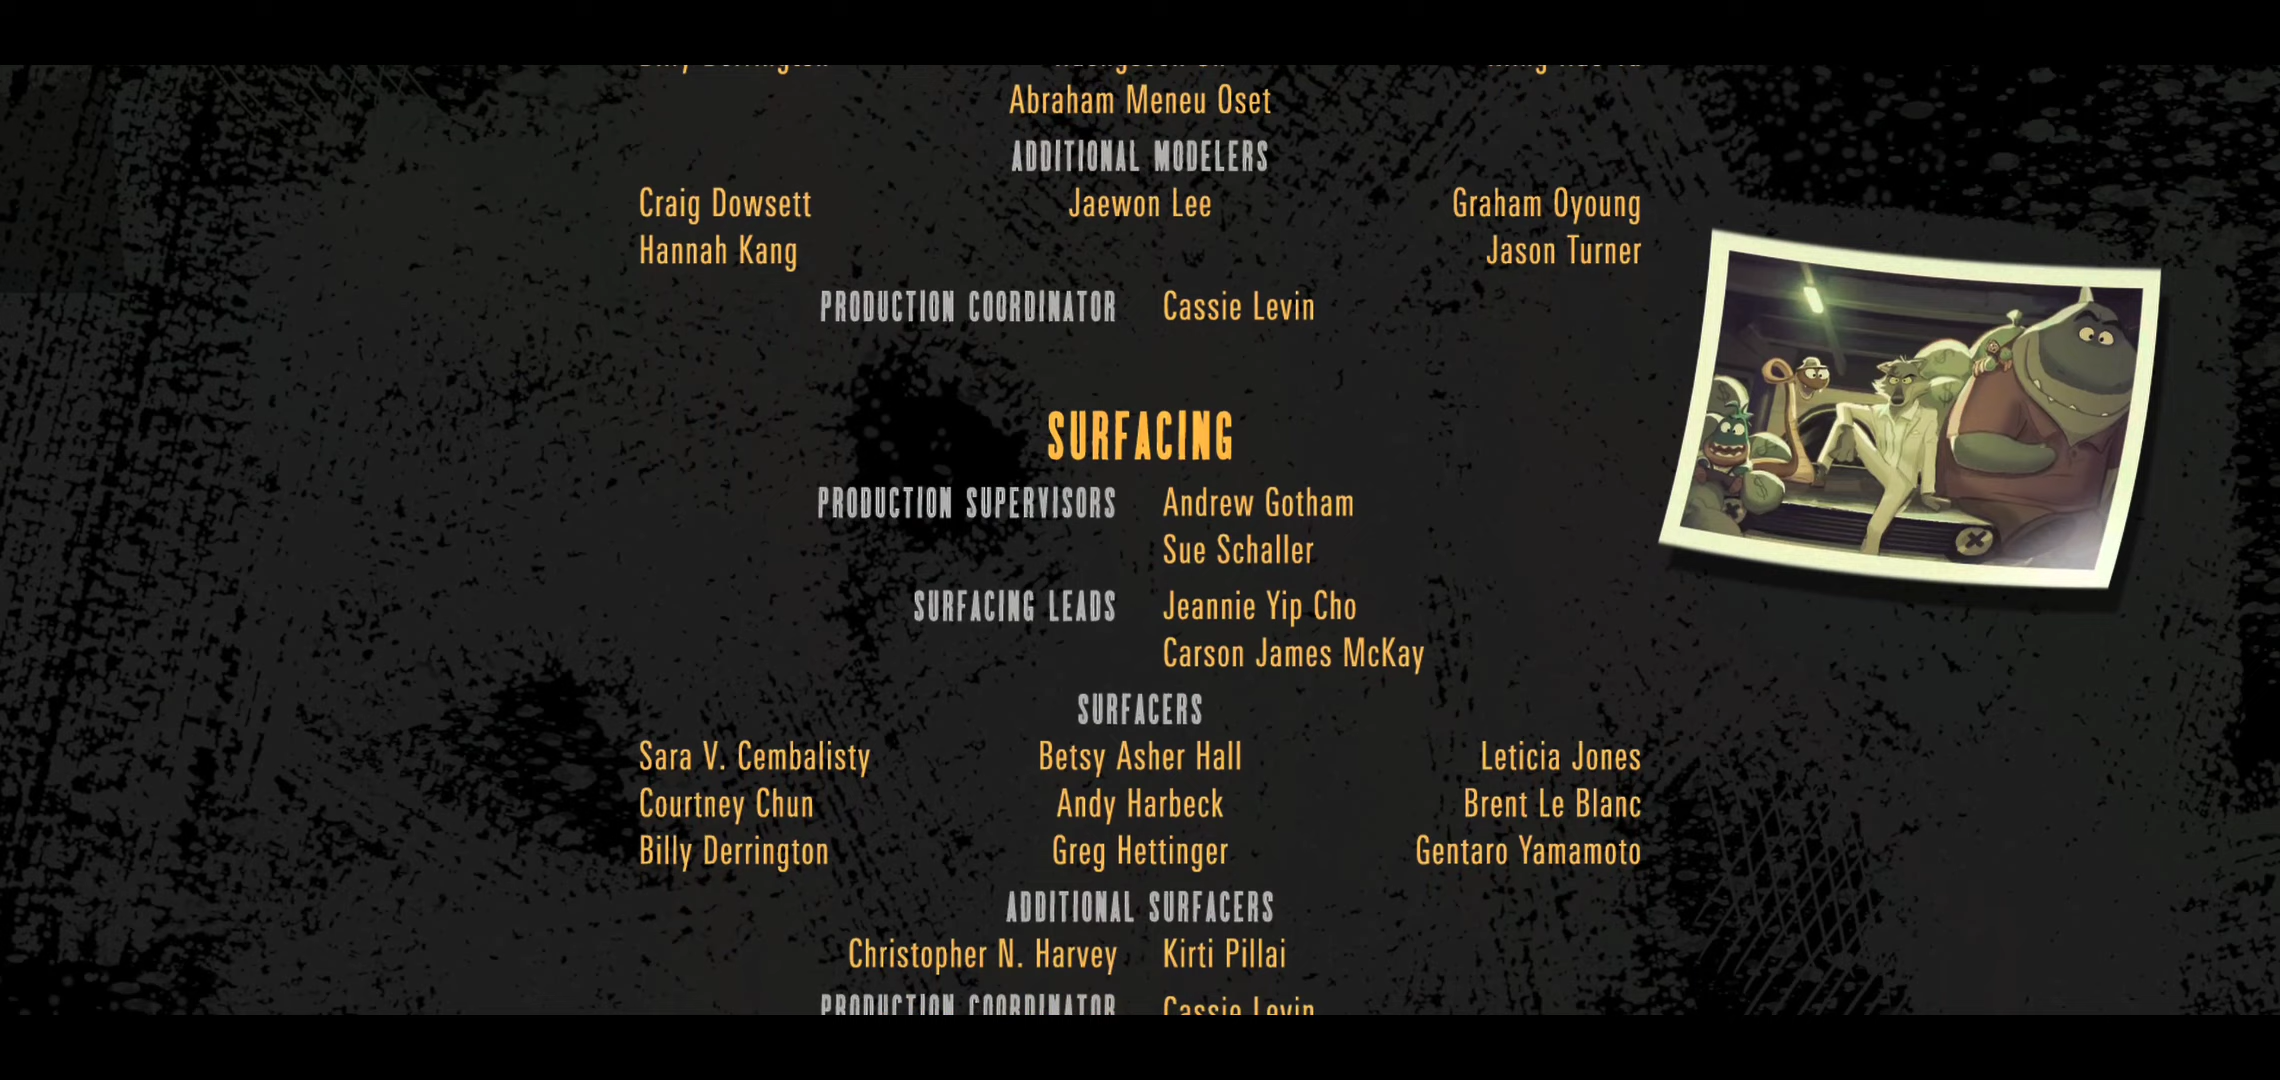 Abraham Meneu Oset
ADDITIONAL MODELERS
Craig Dowsett Jaewon Lee Graham Oyoung
Hannah Kang Jason Turner
PRODUCTION COORDINATOR Cassie Levin
SURFACING
PRODUCTION SUPERVISORS Andrew Gotham
Sue Schaller
SURFACING LEADS Jeannie Yip Cho
Carson James McKay
SURFACERS
Sara V. Cembalisty Betsy Asher Hall Leticia Jones
Courtney Chun Andy Harbeck Brent Le Blanc
Billy Derrington Greg Hettinger Gentaro Yamamoto
ADDITIONAL SURFACERS
Christopher N. Harvey Kirti Pillai
PRODUCTION COORDINATOR Cassie Levin